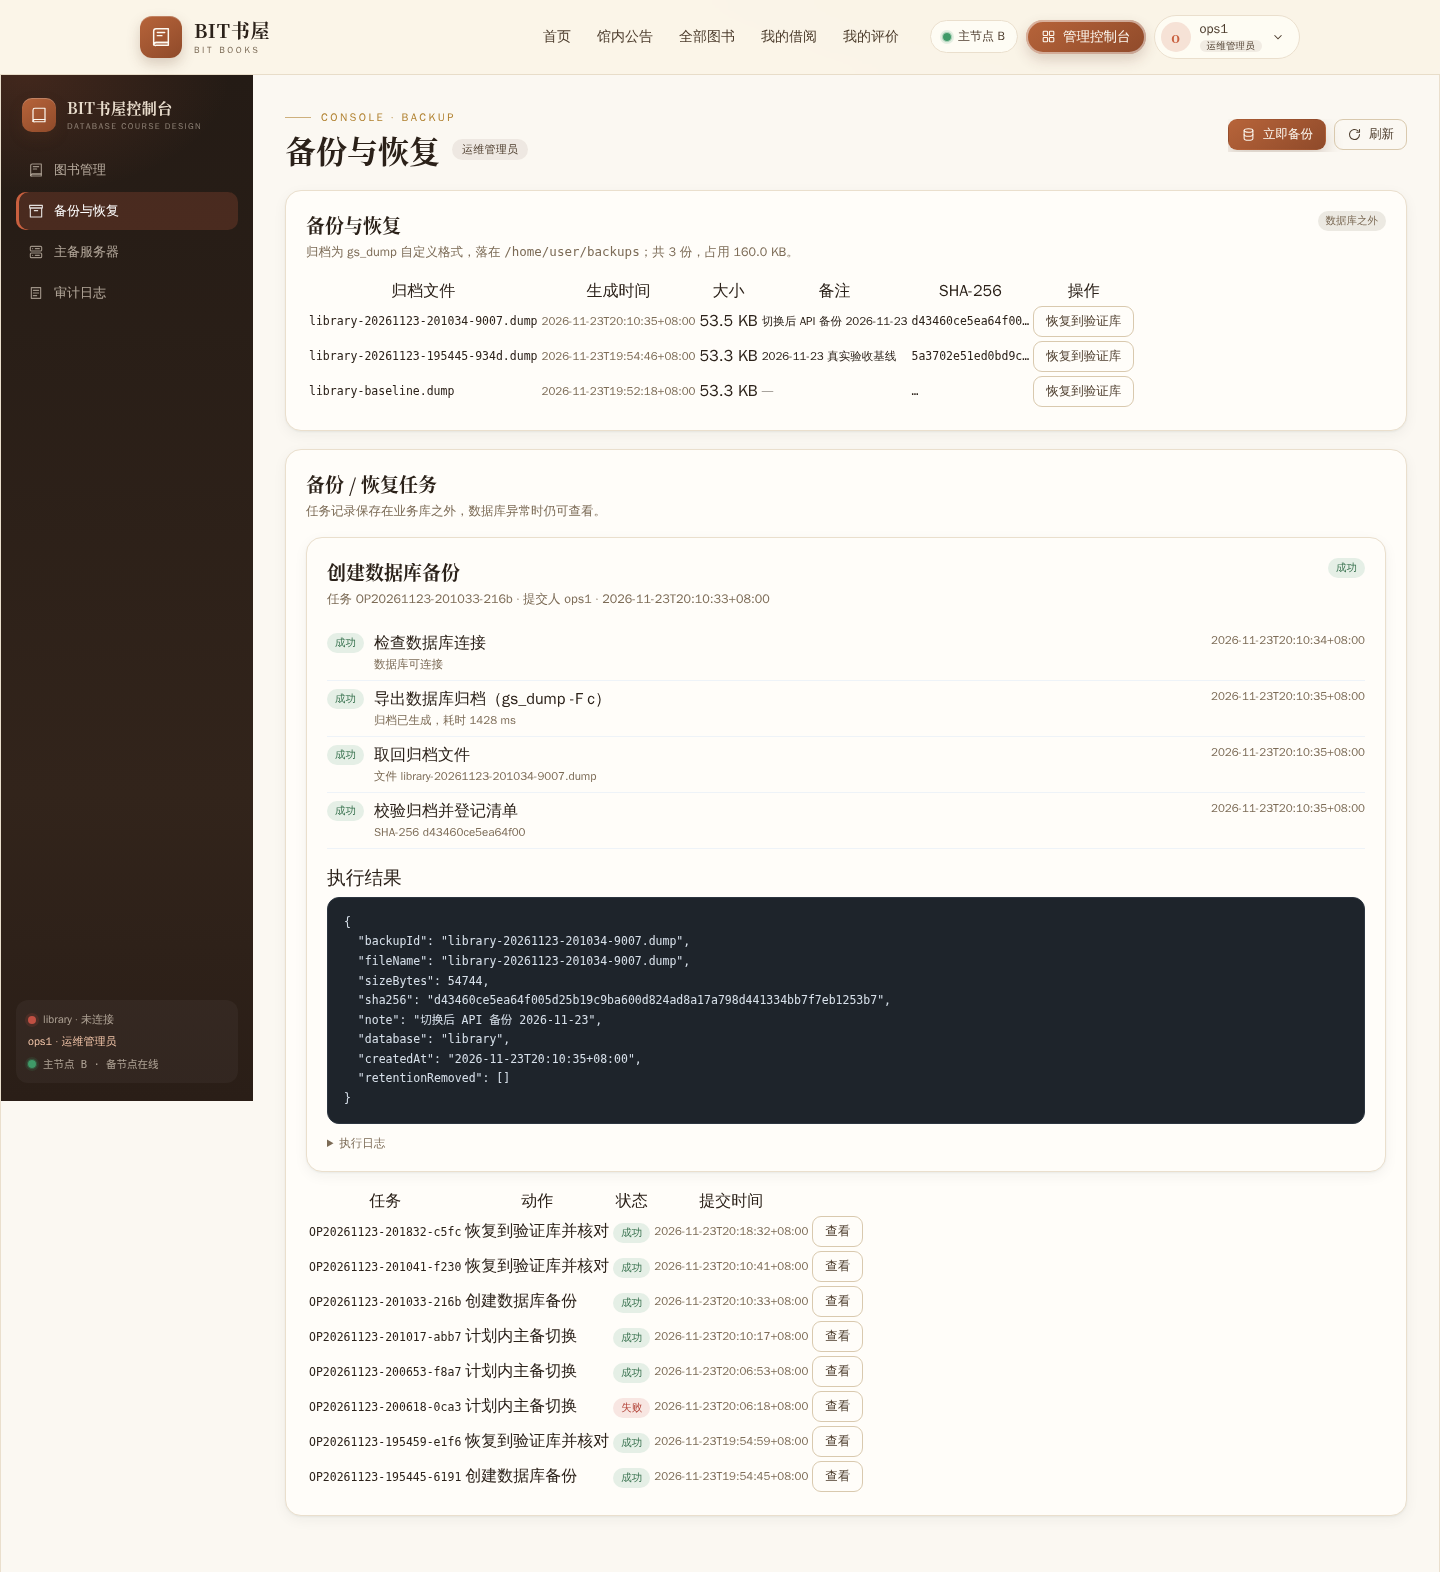 BIT书屋
BIT BOOKS
首页 馆内公告 全部图书 我的借阅 我的评价
主节点 B
管理控制台
o
ops1
运维管理员
BIT书屋控制台
DATABASE COURSE DESIGN
图书管理
备份与恢复
主备服务器
审计日志
library · 未连接
ops1 · 运维管理员
主节点 B · 备节点在线
CONSOLE · BACKUP
备份与恢复 运维管理员
立即备份 刷新
备份与恢复 数据库之外
归档为 gs_dump 自定义格式，落在 /home/user/backups；共 3 份，占用 160.0 KB。
归档文件 生成时间 大小 备注 SHA-256 操作
library-20261123-201034-9007.dump 2026-11-23T20:10:35+08:00 53.5 KB 切换后 API 备份 2026-11-23 d43460ce5ea64f00… 恢复到验证库
library-20261123-195445-934d.dump 2026-11-23T19:54:46+08:00 53.3 KB 2026-11-23 真实验收基线 5a3702e51ed0bd9c… 恢复到验证库
library-baseline.dump 2026-11-23T19:52:18+08:00 53.3 KB — … 恢复到验证库
备份 / 恢复任务
任务记录保存在业务库之外，数据库异常时仍可查看。
创建数据库备份 成功
任务 OP20261123-201033-216b · 提交人 ops1 · 2026-11-23T20:10:33+08:00
成功 检查数据库连接 2026-11-23T20:10:34+08:00
数据库可连接
成功 导出数据库归档（gs_dump -F c） 2026-11-23T20:10:35+08:00
归档已生成，耗时 1428 ms
成功 取回归档文件 2026-11-23T20:10:35+08:00
文件 library-20261123-201034-9007.dump
成功 校验归档并登记清单 2026-11-23T20:10:35+08:00
SHA-256 d43460ce5ea64f00
执行结果
{
"backupId": "library-20261123-201034-9007.dump",
"fileName": "library-20261123-201034-9007.dump",
"sizeBytes": 54744,
"sha256": "d43460ce5ea64f005d25b19c9ba600d824ad8a17a798d441334bb7f7eb1253b7",
"note": "切换后 API 备份 2026-11-23",
"database": "library",
"createdAt": "2026-11-23T20:10:35+08:00",
"retentionRemoved": []
}
▶ 执行日志
任务 动作 状态 提交时间
OP20261123-201832-c5fc 恢复到验证库并核对 成功 2026-11-23T20:18:32+08:00 查看
OP20261123-201041-f230 恢复到验证库并核对 成功 2026-11-23T20:10:41+08:00 查看
OP20261123-201033-216b 创建数据库备份 成功 2026-11-23T20:10:33+08:00 查看
OP20261123-201017-abb7 计划内主备切换 成功 2026-11-23T20:10:17+08:00 查看
OP20261123-200653-f8a7 计划内主备切换 成功 2026-11-23T20:06:53+08:00 查看
OP20261123-200618-0ca3 计划内主备切换 失败 2026-11-23T20:06:18+08:00 查看
OP20261123-195459-e1f6 恢复到验证库并核对 成功 2026-11-23T19:54:59+08:00 查看
OP20261123-195445-6191 创建数据库备份 成功 2026-11-23T19:54:45+08:00 查看